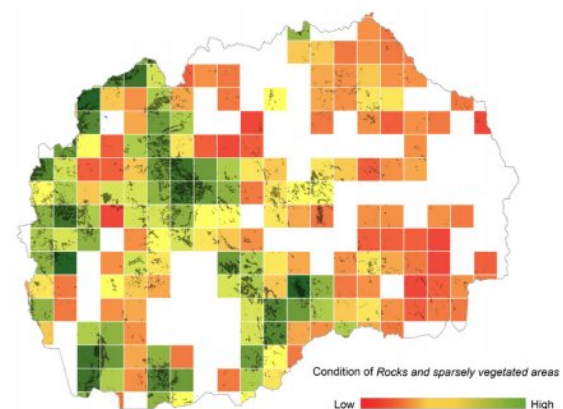 Condition of Rocks and sparsely vegetated areas
Low High